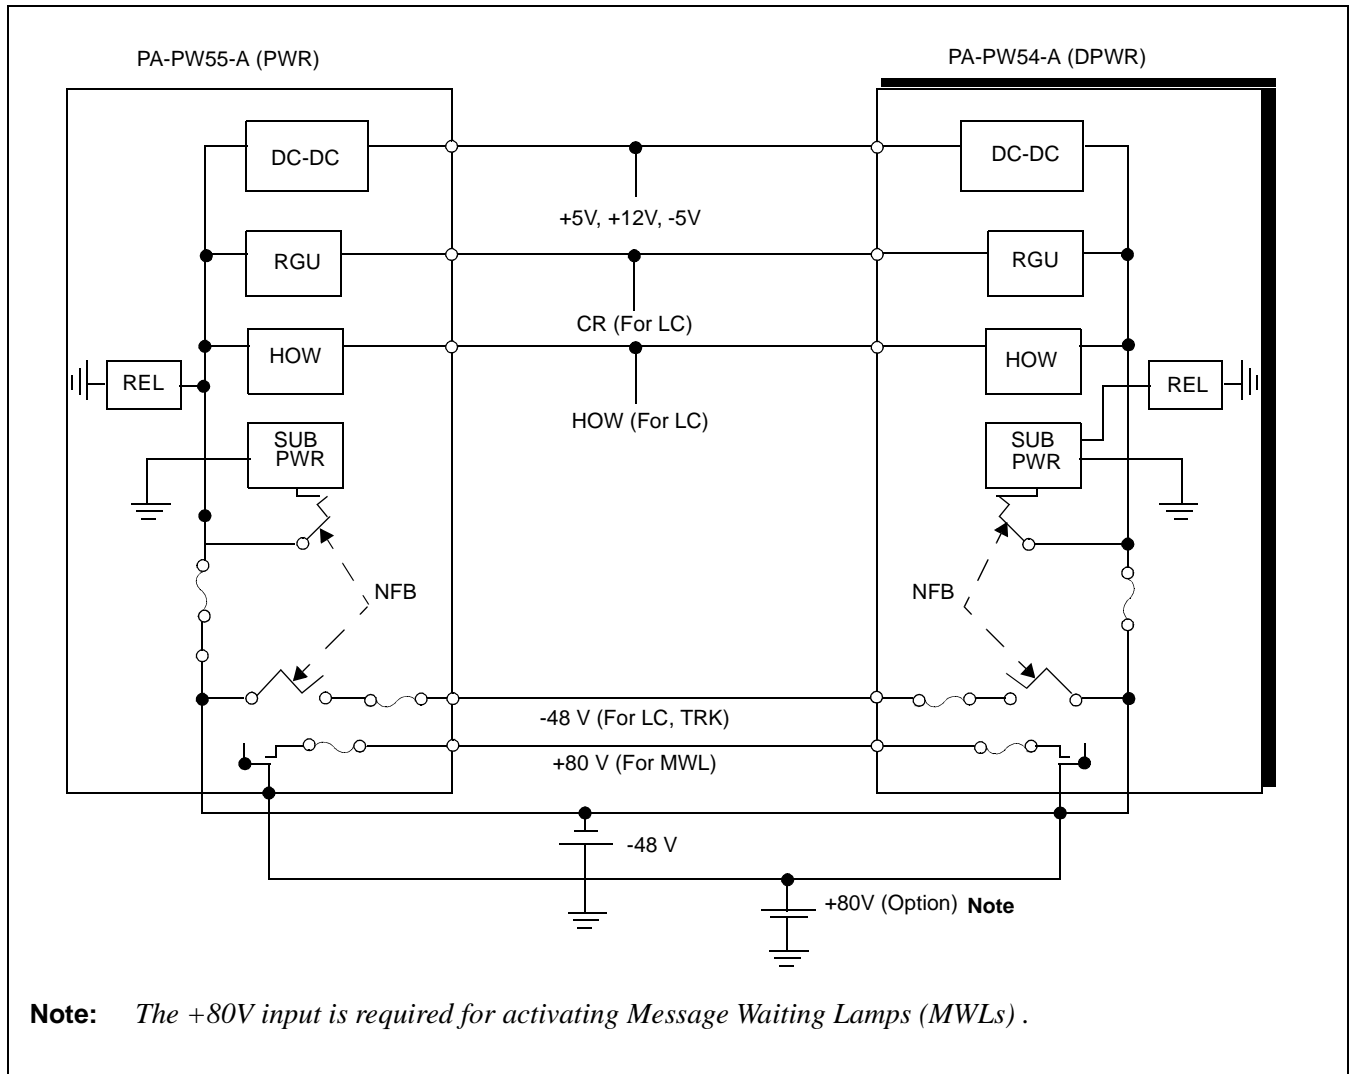 PA-PW55-A (PWR)
PA-PW54-A (DPWR)
DC-DC
DC-DC
+5V, +12V, -5V
RGU
RGU
CR (For LC)
HOW
HOW
REL
REL
HOW (For LC)
SUB
PWR
SUB
PWR
NFB
NFB
-48 V (For LC, TRK)
+80 V (For MWL)
-48 V
+80V (Option) Note
Note: The +80V input is required for activating Message Waiting Lamps (MWLs) .